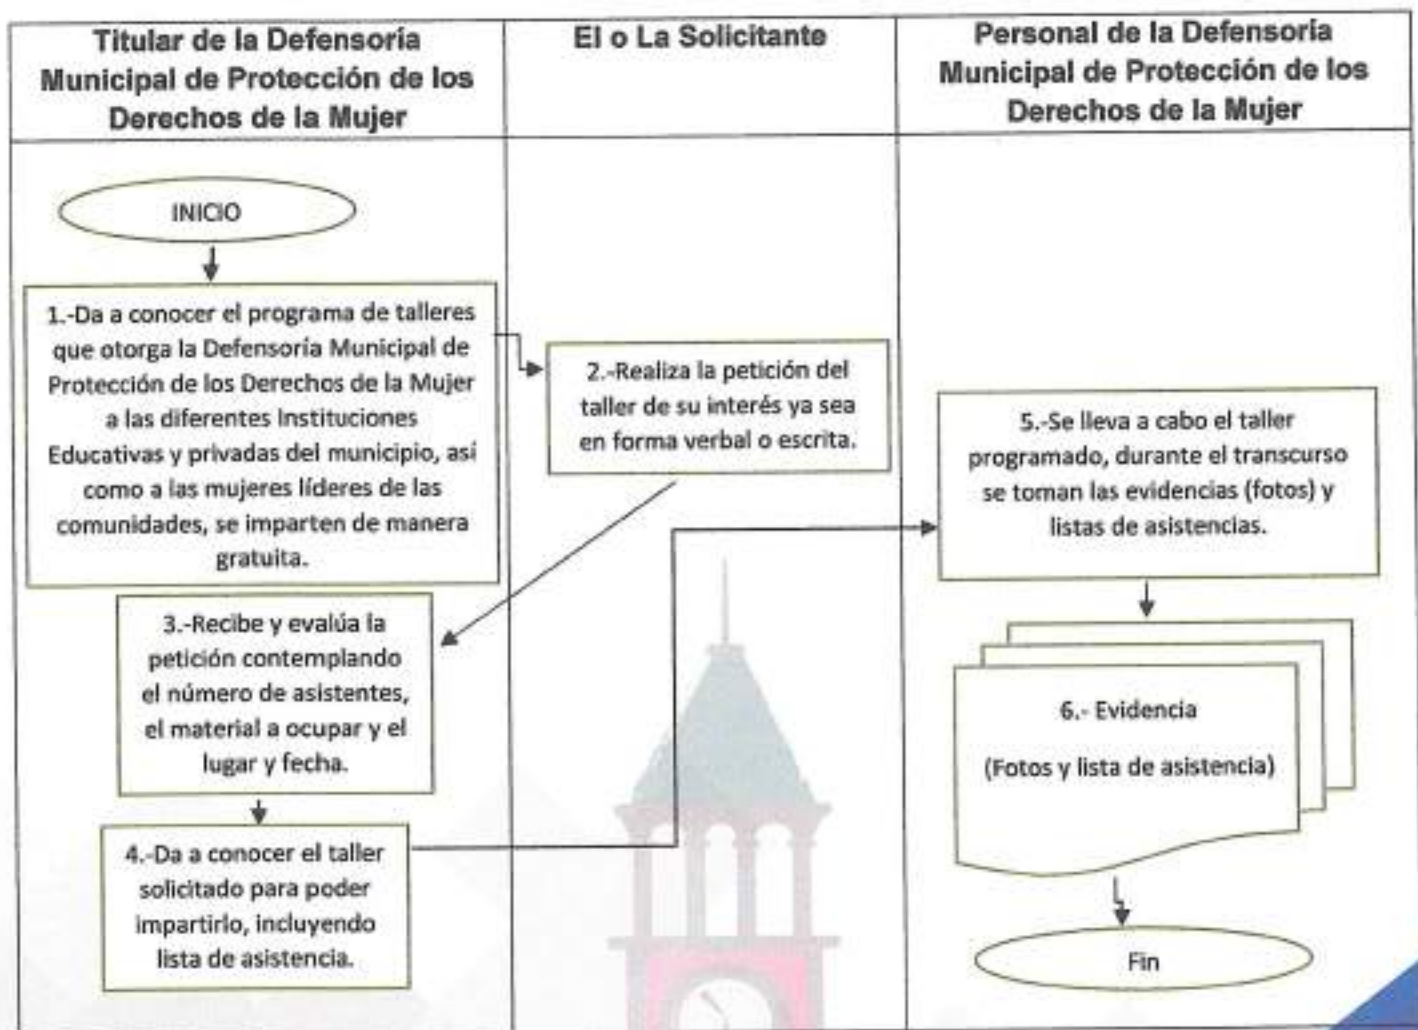 Titular de la Defensoría
Municipal de Protección de los
Derechos de la Mujer
El o La Solicitante
Personal de la Defensoría
Municipal de Protección de los
Derechos de la Mujer
INICIO
1.-Da a conocer el programa de talleres
que otorga la Defensoría Municipal de
Protección de los Derechos de la Mujer
a las diferentes Instituciones
Educativas y privadas del municipio, así
como a las mujeres líderes de las
comunidades, se imparten de manera
gratuita.
2.-Realiza la petición del
taller de su interés ya sea
en forma verbal o escrita.
3.-Recibe y evalúa la
petición contemplando
el número de asistentes,
el material a ocupar y el
lugar y fecha.
4.-Da a conocer el taller
solicitado para poder
impartirlo, incluyendo
lista de asistencia.
5.-Se lleva a cabo el taller
programado, durante el transcurso
se toman las evidencias (fotos) y
listas de asistencias.
6.- Evidencia
(Fotos y lista de asistencia)
Fin